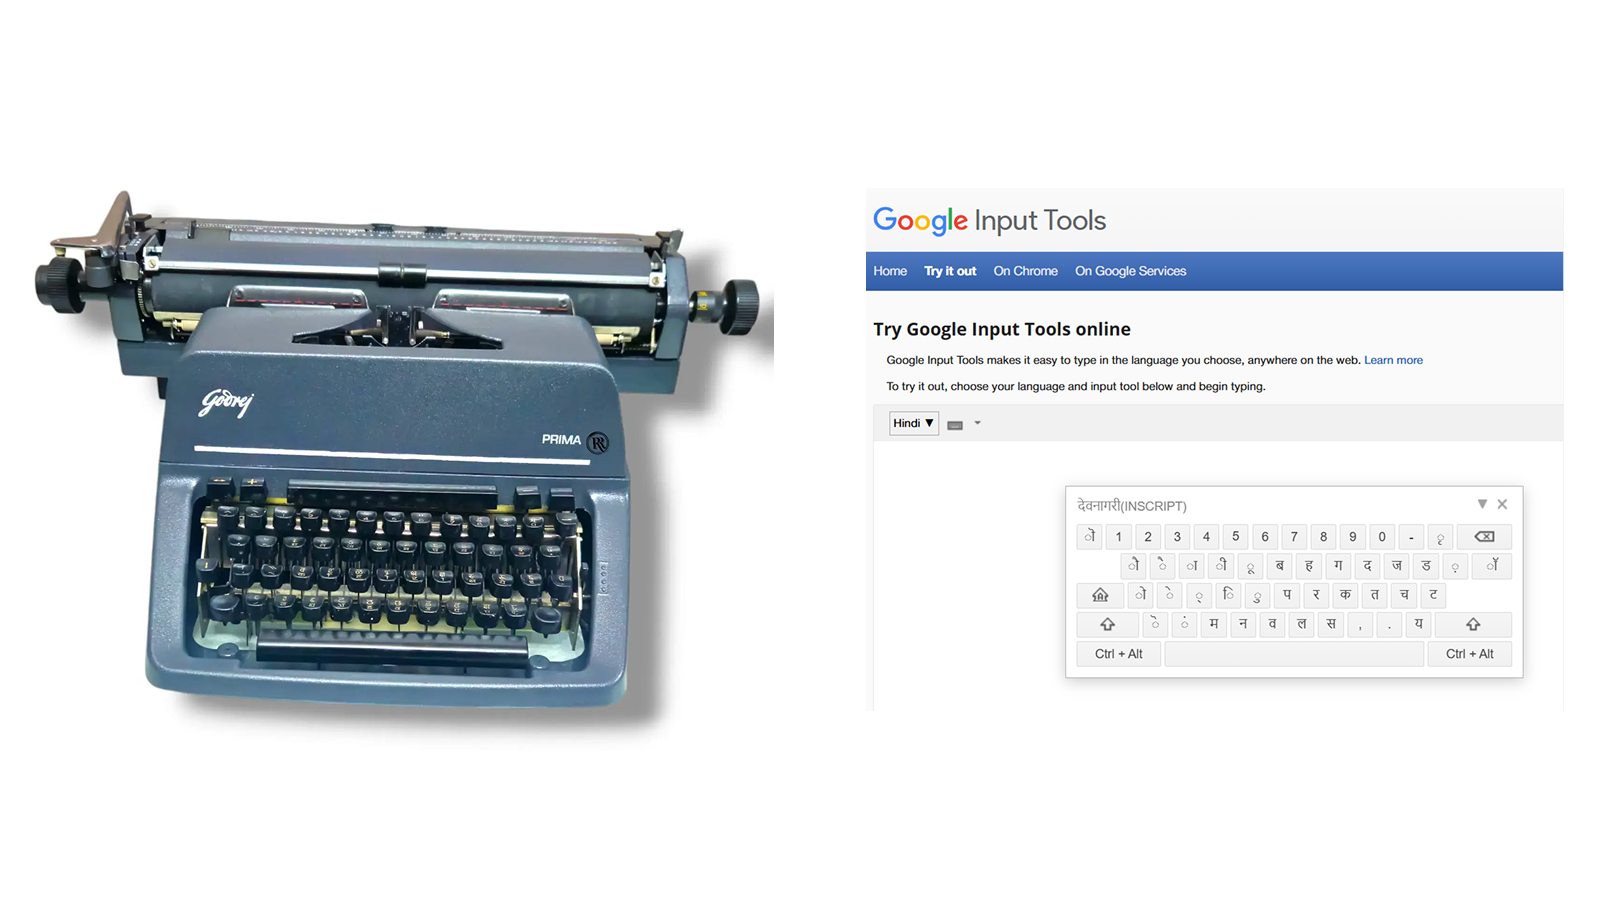 Godrej
PRIMA R
Google Input Tools
Home Try it out On Chrome On Google Services
Try Google Input Tools online
Google Input Tools makes it easy to type in the language you choose, anywhere on the web. Learn more
To try it out, choose your language and input tool below and begin typing.
Hindi ▼
देवनागरी(INSCRIPT)
ॊ 1 2 3 4 5 6 7 8 9 0 - ृ
ौ ै ा ी ू ब ह ग द ज ड ़ ॉ
ो े ् ि ु प र क त च ट
ॆ ं म न व ल स , . य
Ctrl + Alt Ctrl + Alt